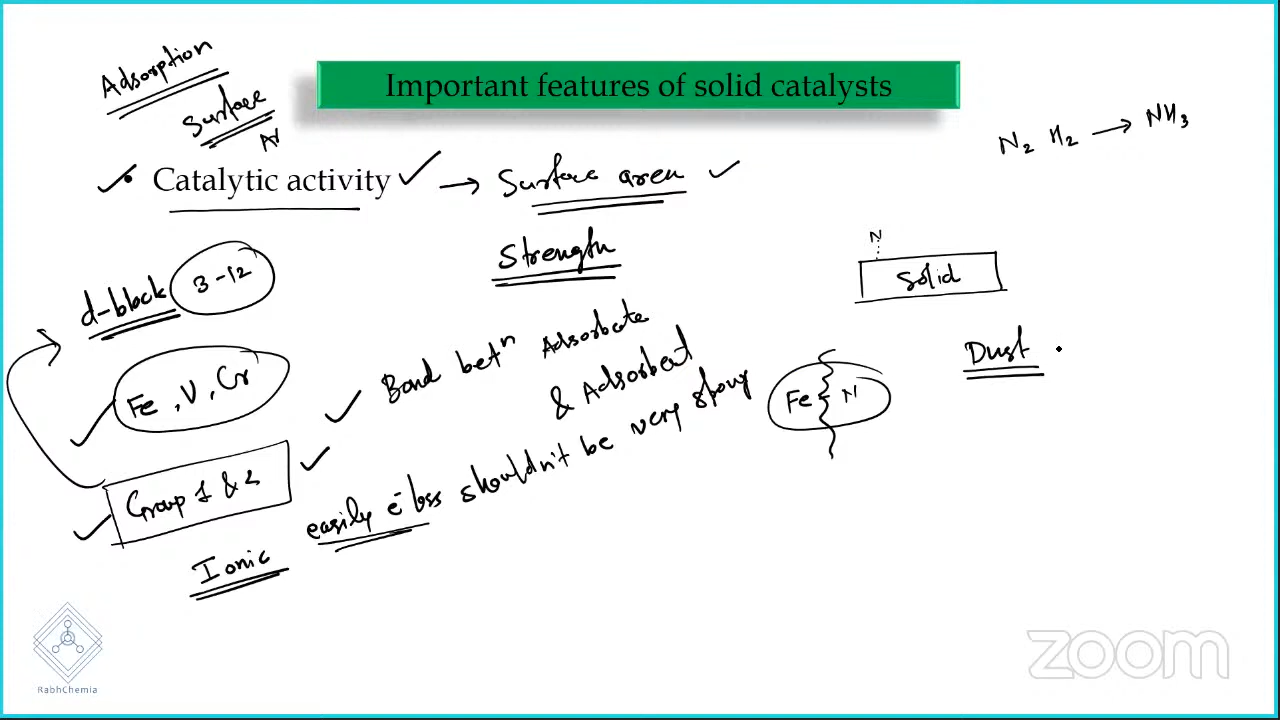 Adsorption
Surface
Important features of solid catalysts
N2 H2 → NH3
• Catalytic activity → Surface area
Strength
N
Solid
d-block 3-12
Fe, V, Cr
Bond betn Adsorbate
& Adsorbent
shouldn't be very strong
Fe N
Dust
Group 1 &
easily e- loss
Ionic
RabhChemia
zoom